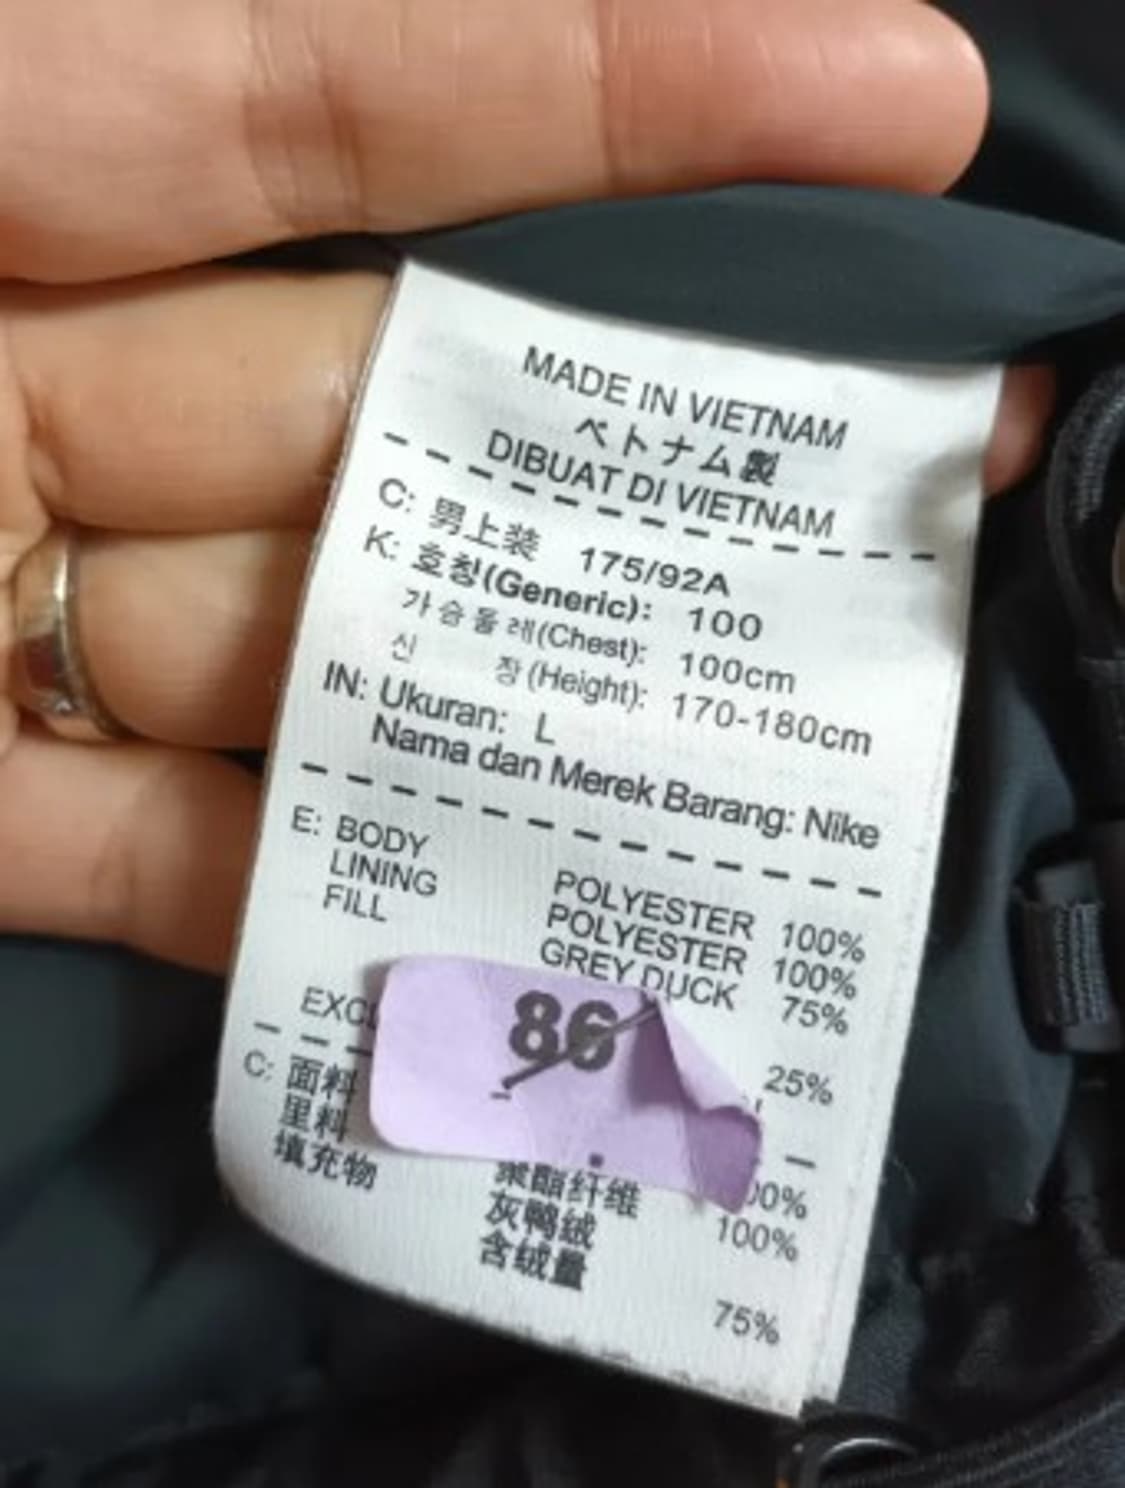 MADE IN VIETNAM
ベトナム製
DIBUAT DI VIETNAM
C: 男上装 175/92A
K: 호칭(Generic): 100
가슴둘레(Chest): 100cm
신 장(Height): 170-180cm
IN: Ukuran: L
Nama dan Merek Barang: Nike
E: BODY POLYESTER 100%
LINING POLYESTER 100%
FILL GREY DUCK 75%
86
25%
C: 面料
里料 聚酯纤维 100%
填充物 灰鸭绒
含绒量 75%